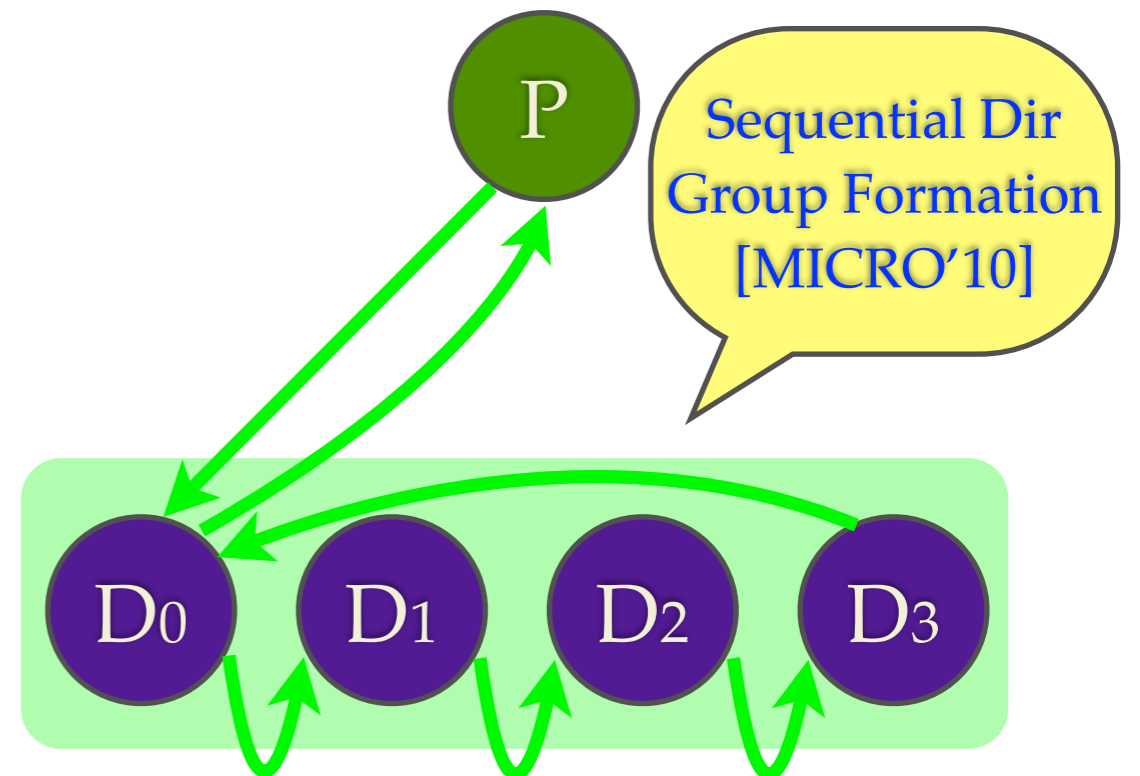 P
Sequential Dir
Group Formation
[MICRO’10]
D0 D1 D2 D3